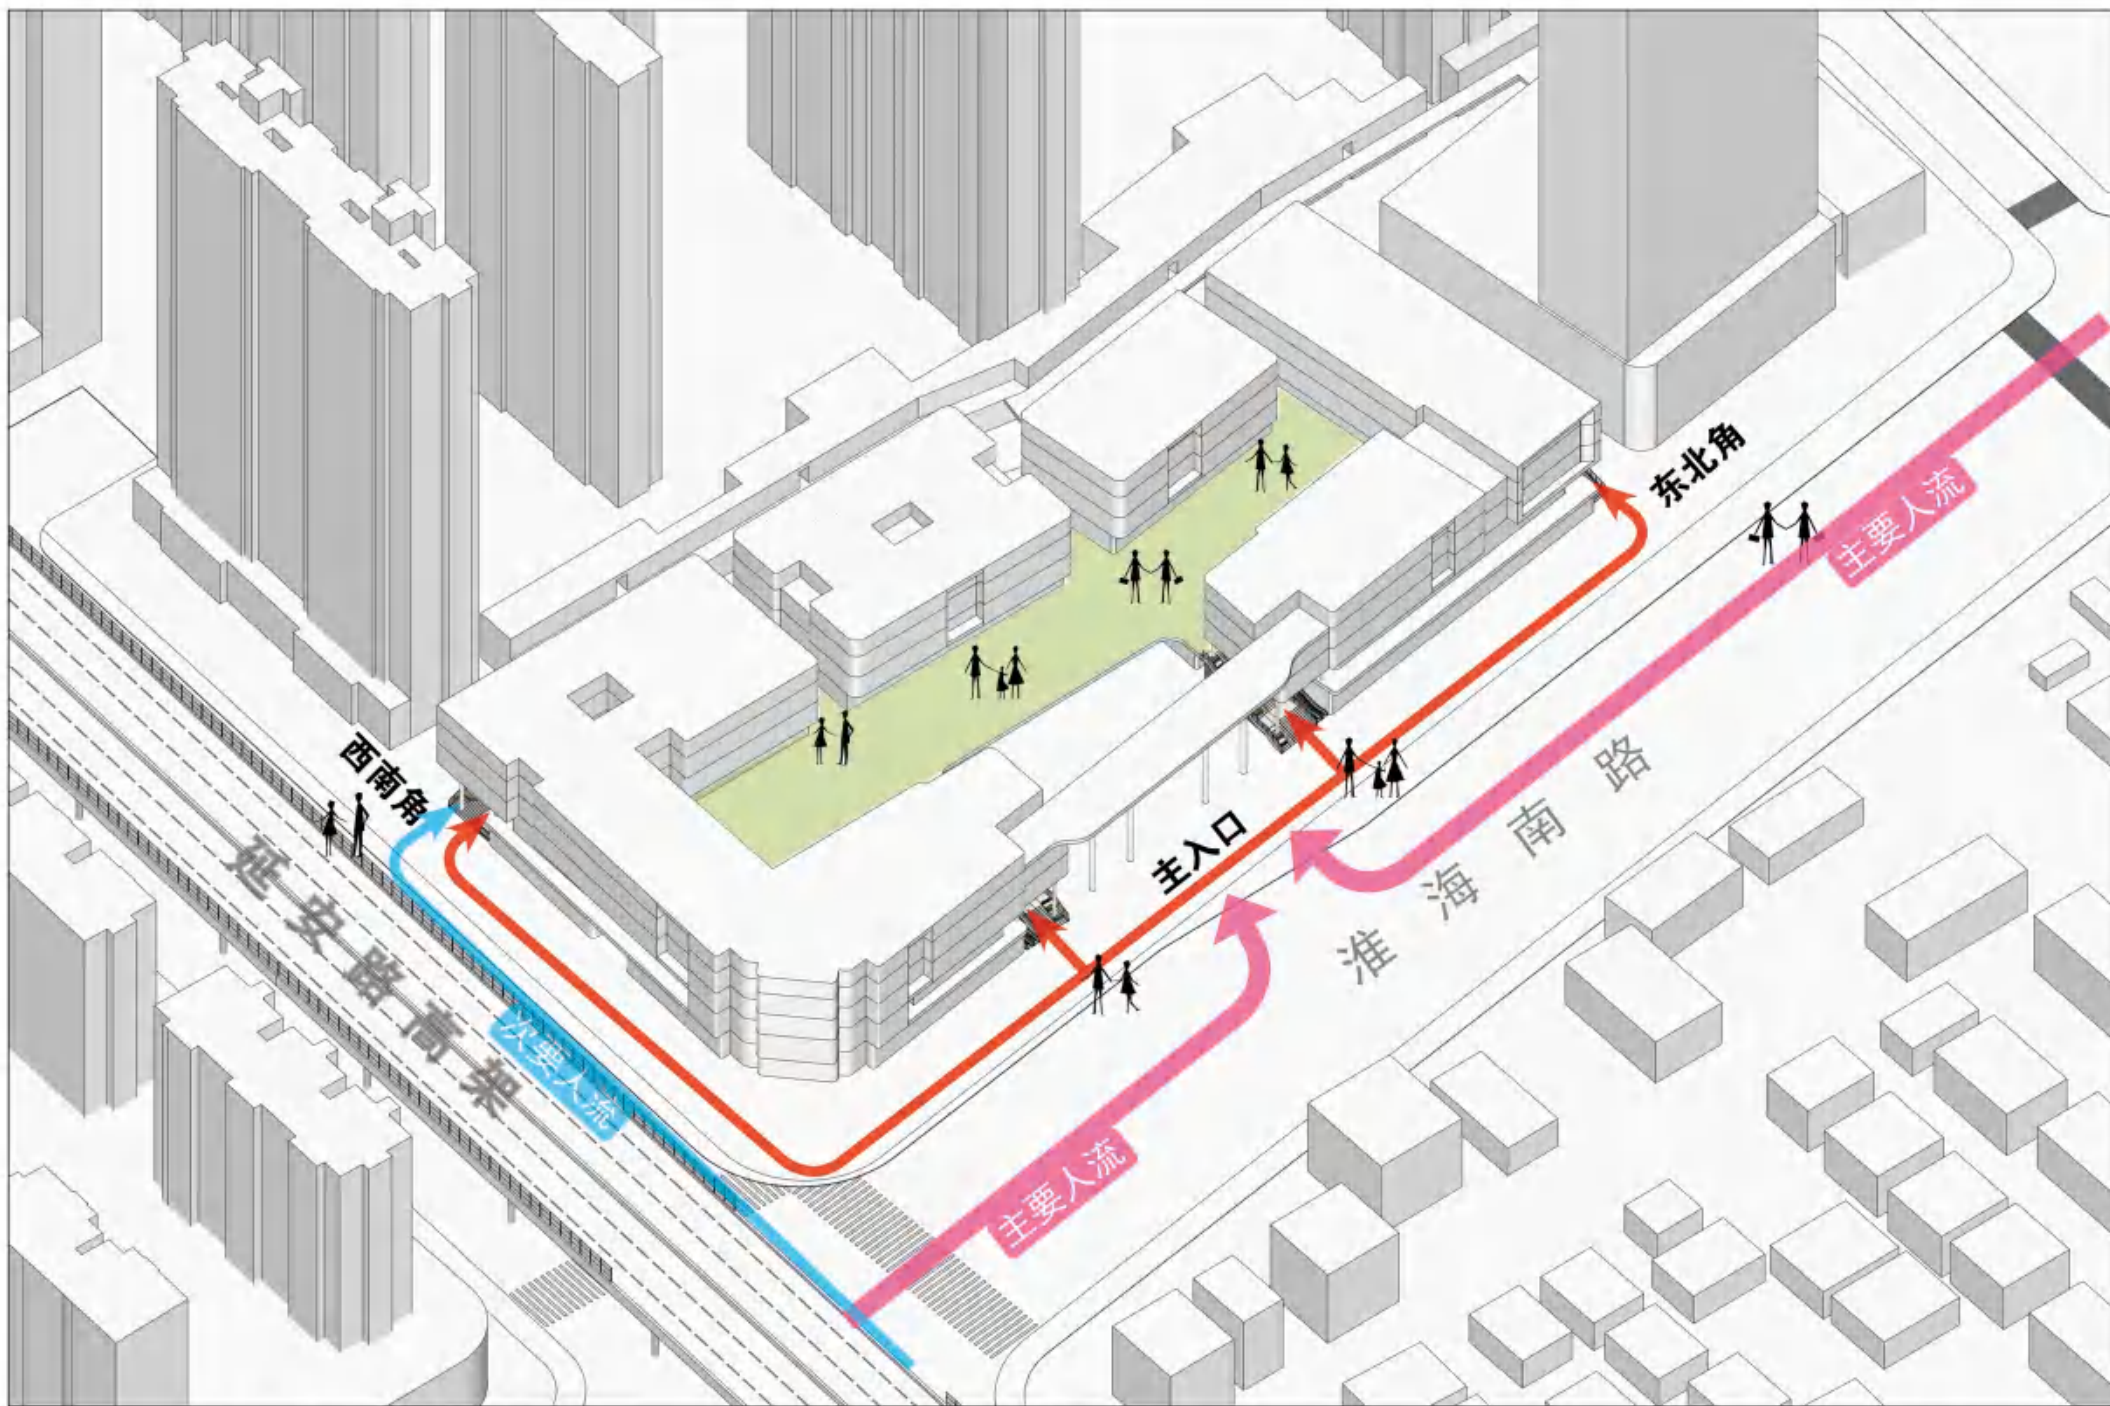 东北角
主要人流
西南角
主入口
淮海南路
延安路高架
次要人流
主要人流